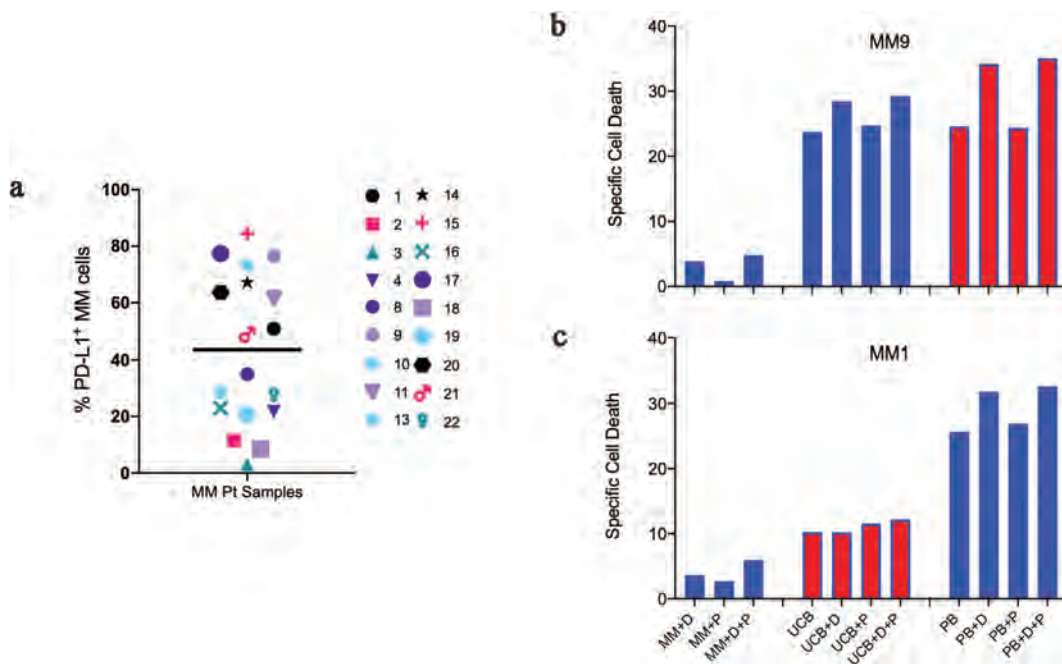 a
% PD-L1+ MM cells
100
80
60
40
20
0
MM Pt Samples
1 14
2 15
3 16
4 17
8 18
9 19
10 20
11 21
13 22
b
MM9
Specific Cell Death
40
30
20
10
0
c
MM1
Specific Cell Death
40
30
20
10
0
MM+D
MM+P
MM+D+P
UCB
UCB+D
UCB+P
UCB+D+P
PB
PB+D
PB+P
PB+D+P